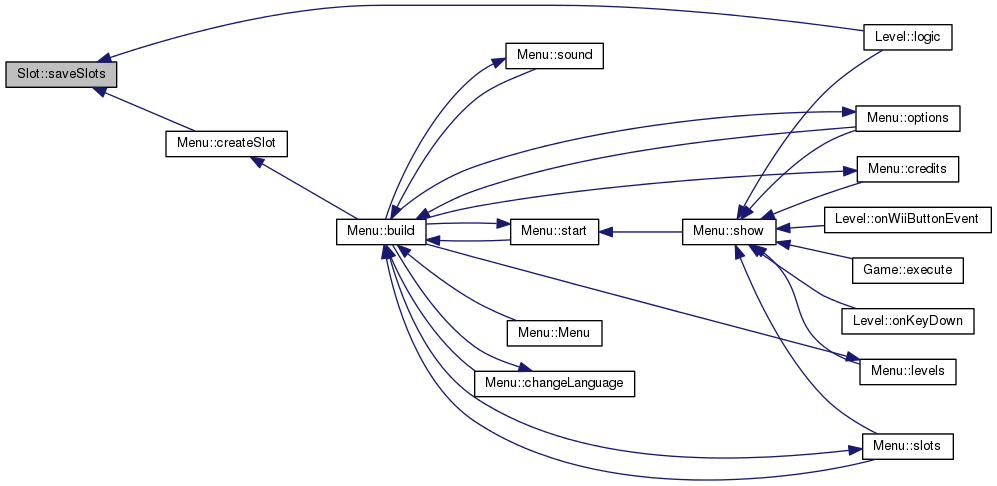 Level::logic
Menu::sound
Slot::saveSlots
Menu::options
Menu::createSlot
Menu::credits
Level::onWiiButtonEvent
Menu::build
Menu::start
Menu::show
Game::execute
Level::onKeyDown
Menu::Menu
Menu::levels
Menu::changeLanguage
Menu::slots